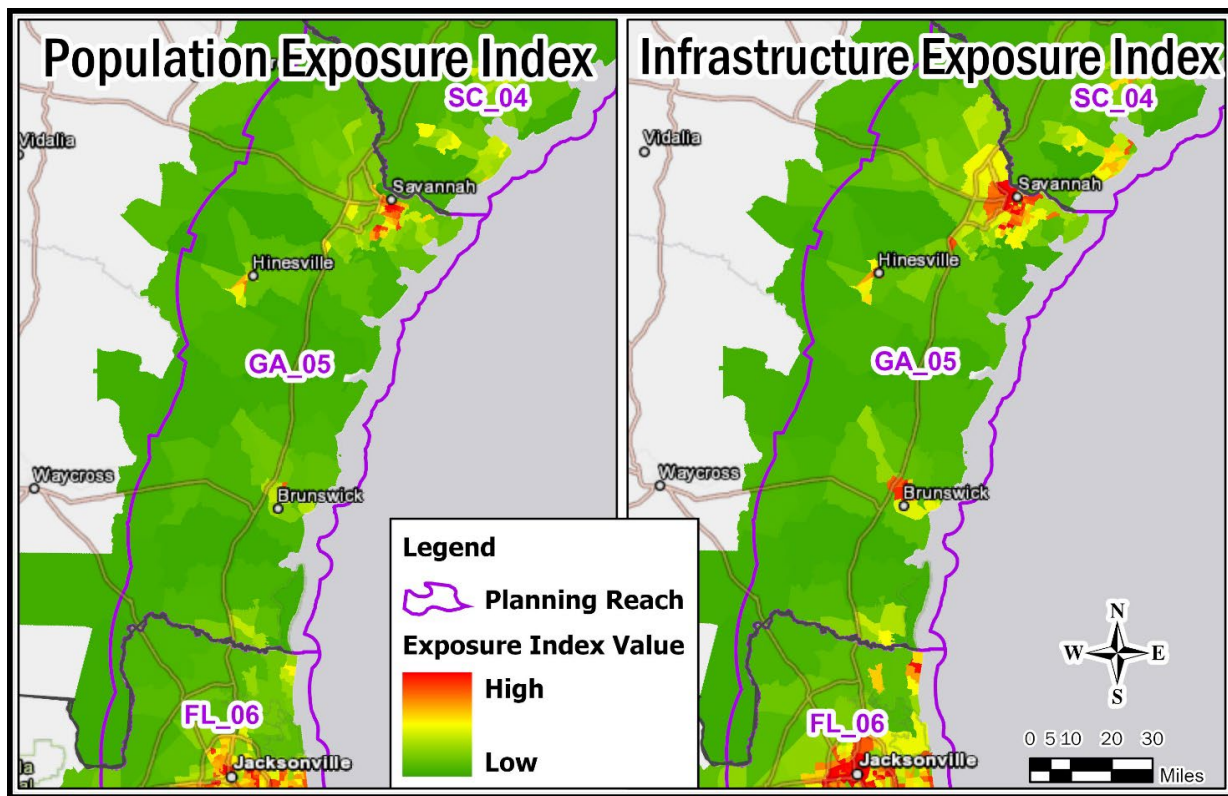 Population Exposure Index
SC_04
Vidalia
Savannah
Hinesville
GA_05
Waycross
Brunswick
FL_06
Jacksonville
Infrastructure Exposure Index
SC_04
Vidalia
Savannah
Hinesville
GA_05
Waycross
Brunswick
FL_06
Jacksonville
Legend
Planning Reach
Exposure Index Value
High
Low
N
W E
S
0 5 10 20 30
Miles